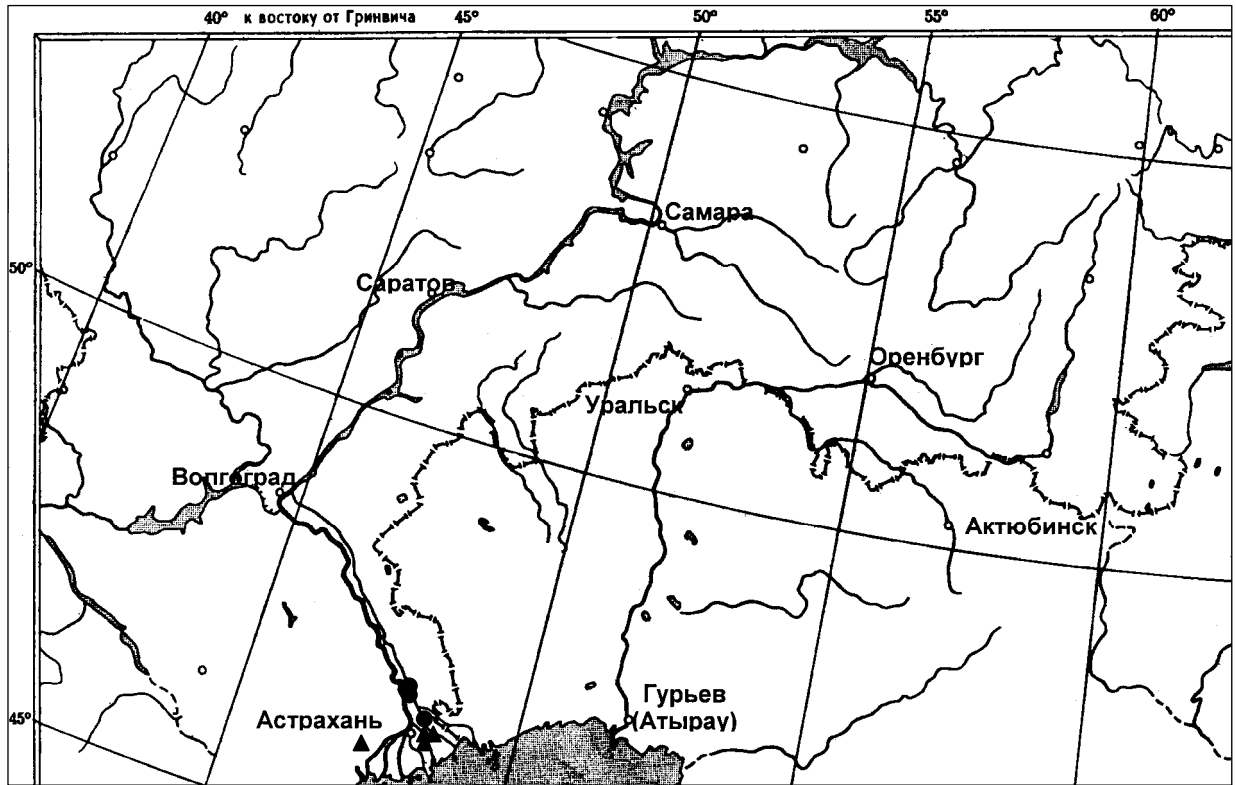 40° к востоку от Гринвича 45° 50° 55° 60°
Самара
50°
Саратов
Оренбург
Уральск
Волгоград
Актюбинск
Гурьев
(Атырау)
Астрахань
45°